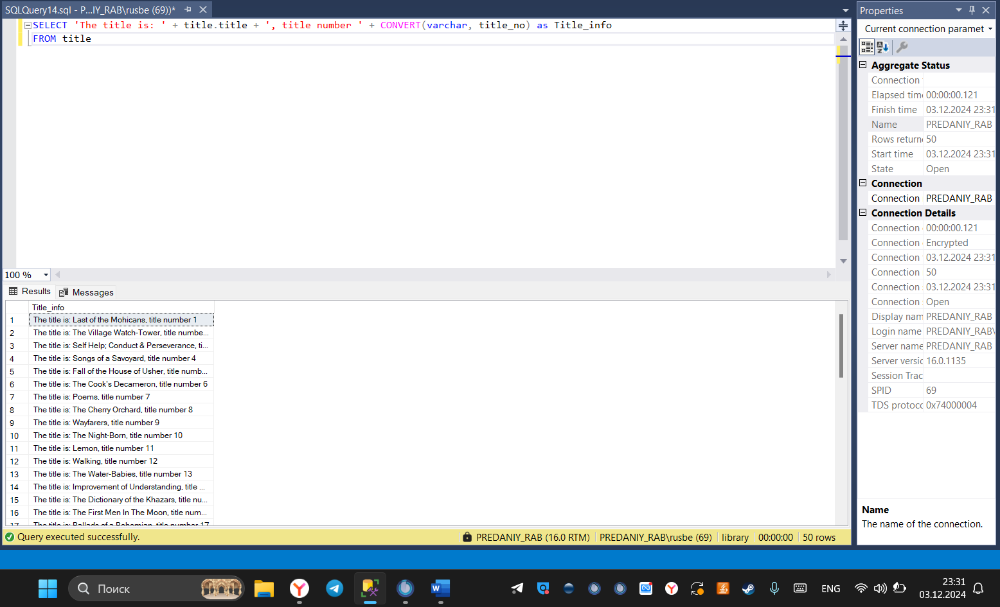 SQLQuery14.sql - P...IY_RAB\rusbe (69))*
SELECT 'The title is: ' + title.title + ', title number ' + CONVERT(varchar, title_no) as Title_info
FROM title
100 %
Results
Messages
Title_info
1 The title is: Last of the Mohicans, title number 1
2 The title is: The Village Watch-Tower, title numbe...
3 The title is: Self Help; Conduct & Perseverance, ti...
4 The title is: Songs of a Savoyard, title number 4
5 The title is: Fall of the House of Usher, title numb...
6 The title is: The Cook's Decameron, title number 6
7 The title is: Poems, title number 7
8 The title is: The Cherry Orchard, title number 8
9 The title is: Wayfarers, title number 9
10 The title is: The Night-Born, title number 10
11 The title is: Lemon, title number 11
12 The title is: Walking, title number 12
13 The title is: The Water-Babies, title number 13
14 The title is: Improvement of Understanding, title ...
15 The title is: The Dictionary of the Khazars, title nu...
16 The title is: The First Men In The Moon, title num...
17 The title is: Ballads of a Bohemian, title number 17
Query executed successfully.
PREDANIY_RAB (16.0 RTM)
PREDANIY_RAB\rusbe (69)
library
00:00:00
50 rows
Properties
Current connection paramet
Aggregate Status
Connection
Elapsed time 00:00:00.121
Finish time 03.12.2024 23:31
Name PREDANIY_RAB
Rows returne 50
Start time 03.12.2024 23:31
State Open
Connection
Connection PREDANIY_RAB
Connection Details
Connection 00:00:00.121
Connection Encrypted
Connection 03.12.2024 23:31
Connection 50
Connection 03.12.2024 23:31
Connection Open
Display nam PREDANIY_RAB
Login name PREDANIY_RAB\
Server name PREDANIY_RAB
Server versic 16.0.1135
Session Trac
SPID 69
TDS protocc 0x74000004
Name
The name of the connection.
Поиск
ENG
23:31
03.12.2024